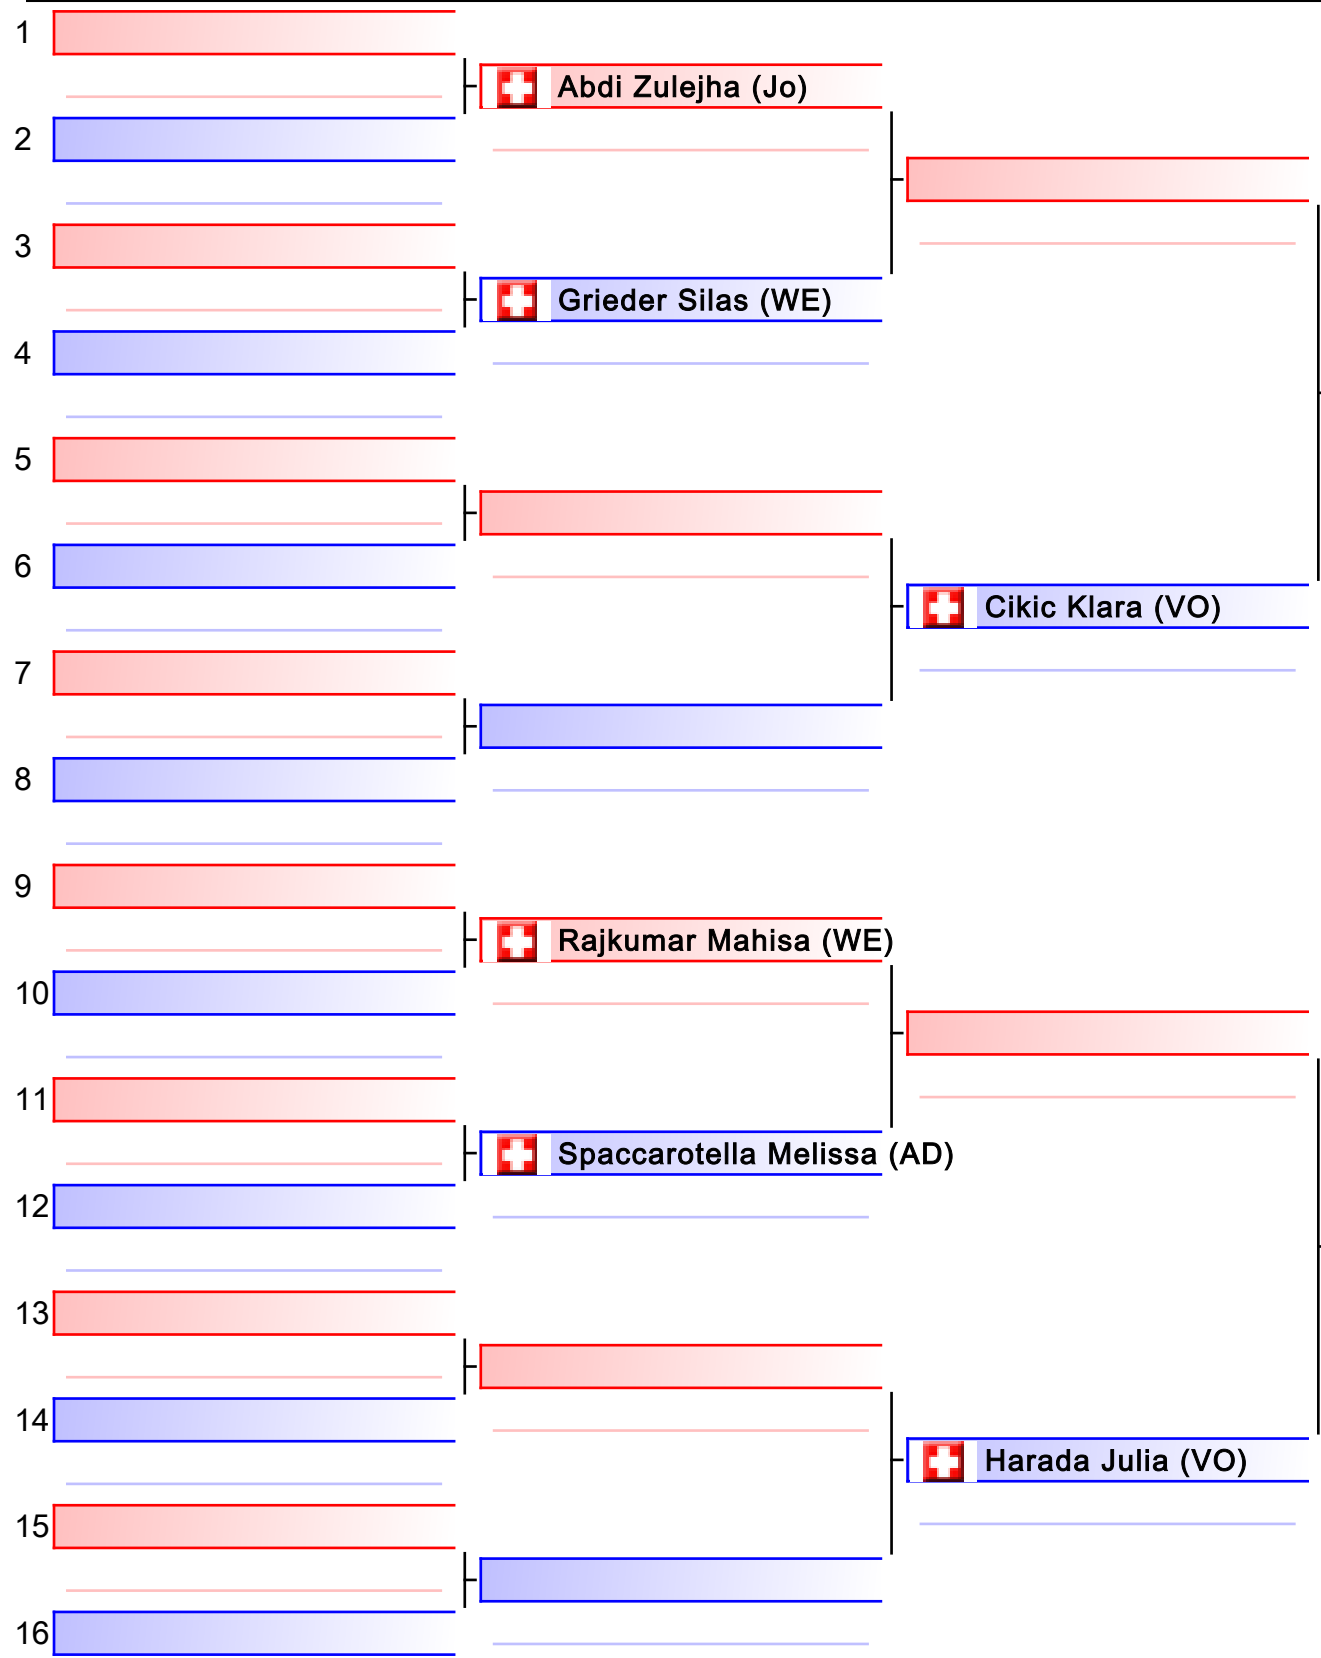 1
Abdi Zulejha (Jo)
2
3
Grieder Silas (WE)
4
5
6
Cikic Klara (VO)
7
8
9
Rajkumar Mahisa (WE)
10
11
Spaccarotella Melissa (AD)
12
13
14
Harada Julia (VO)
15
16